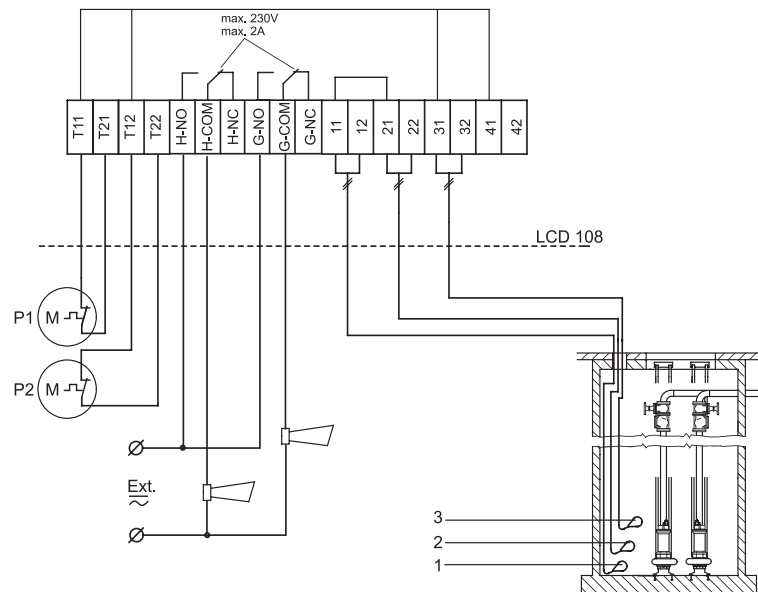 max. 230V
max. 2A
T11
T21
T12
T22
H-NO
H-COM
H-NC
G-NO
G-COM
G-NC
11
12
21
22
31
32
41
42
LCD 108
P1
M
P2
M
Ext.
3
2
1